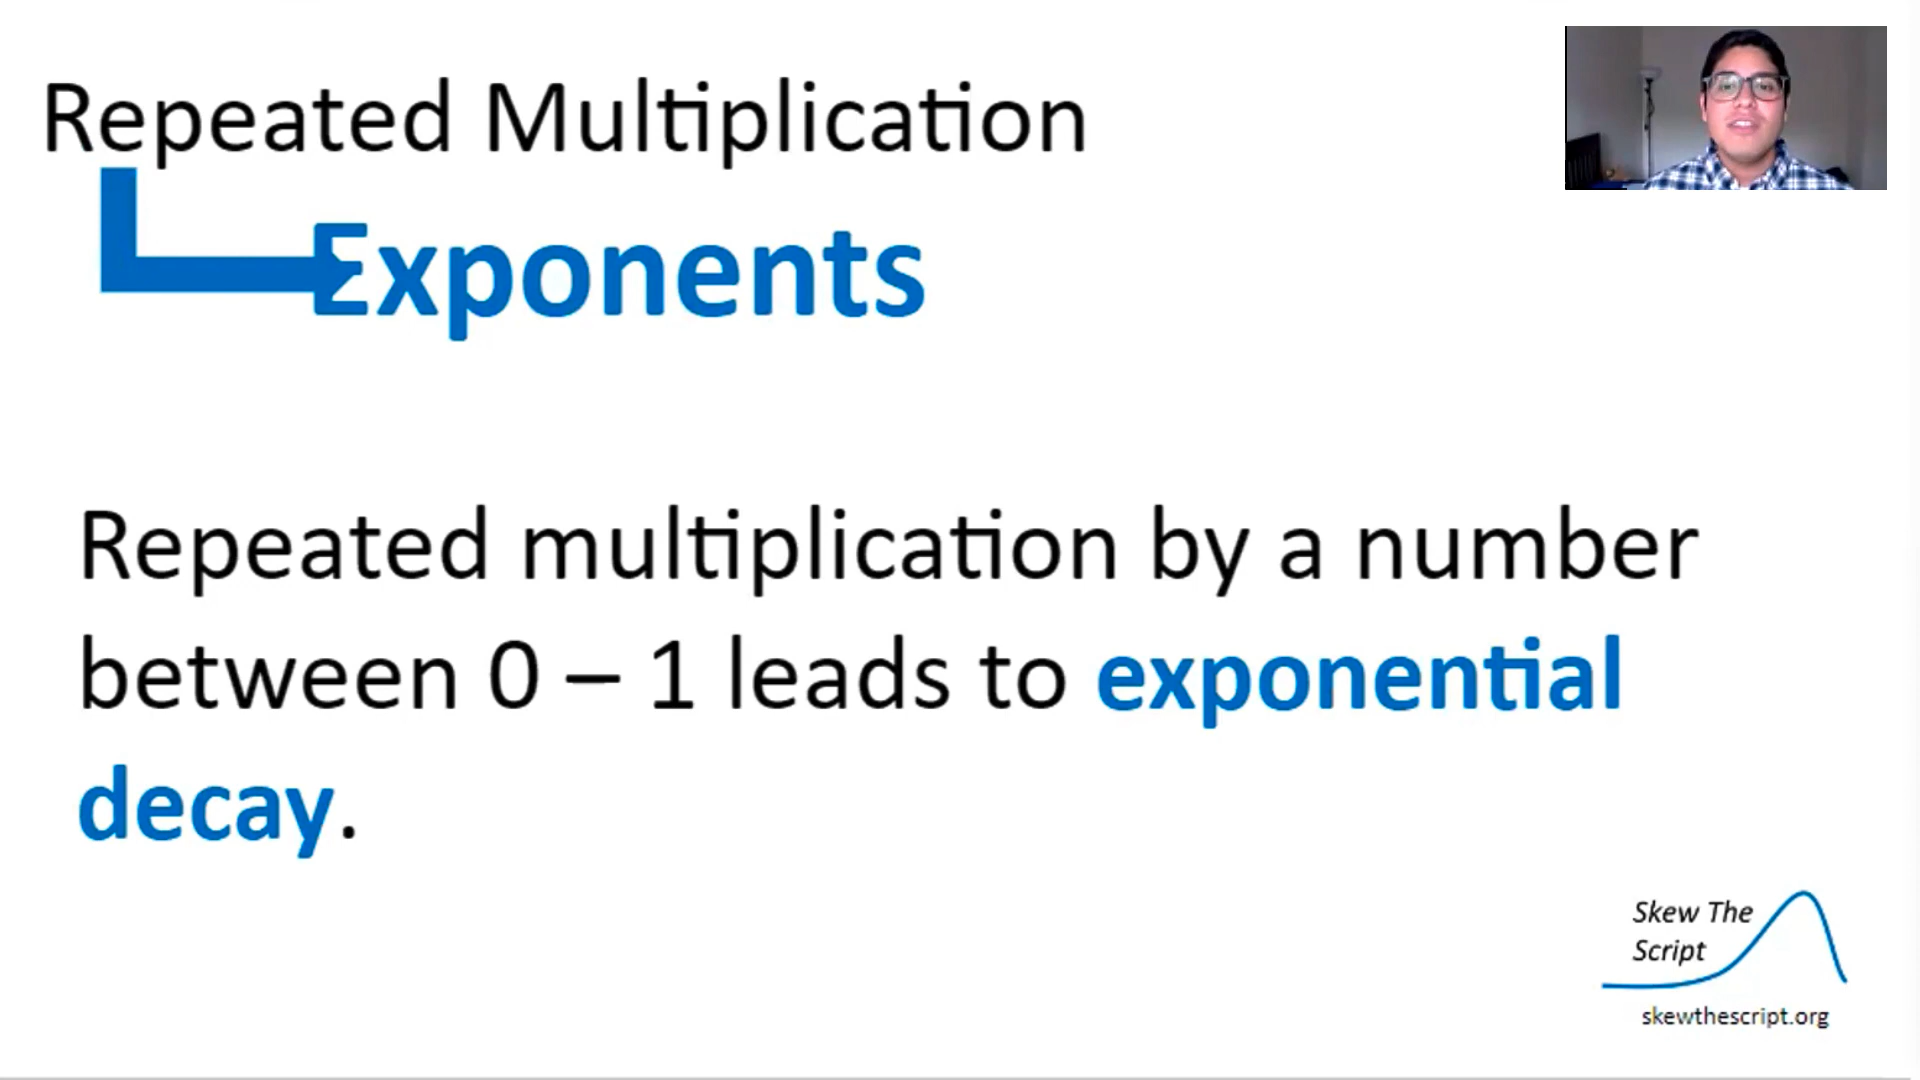 Repeated Multiplication
Exponents
Repeated multiplication by a number
between 0 – 1 leads to exponential
decay.
Skew The
Script
skewthescript.org